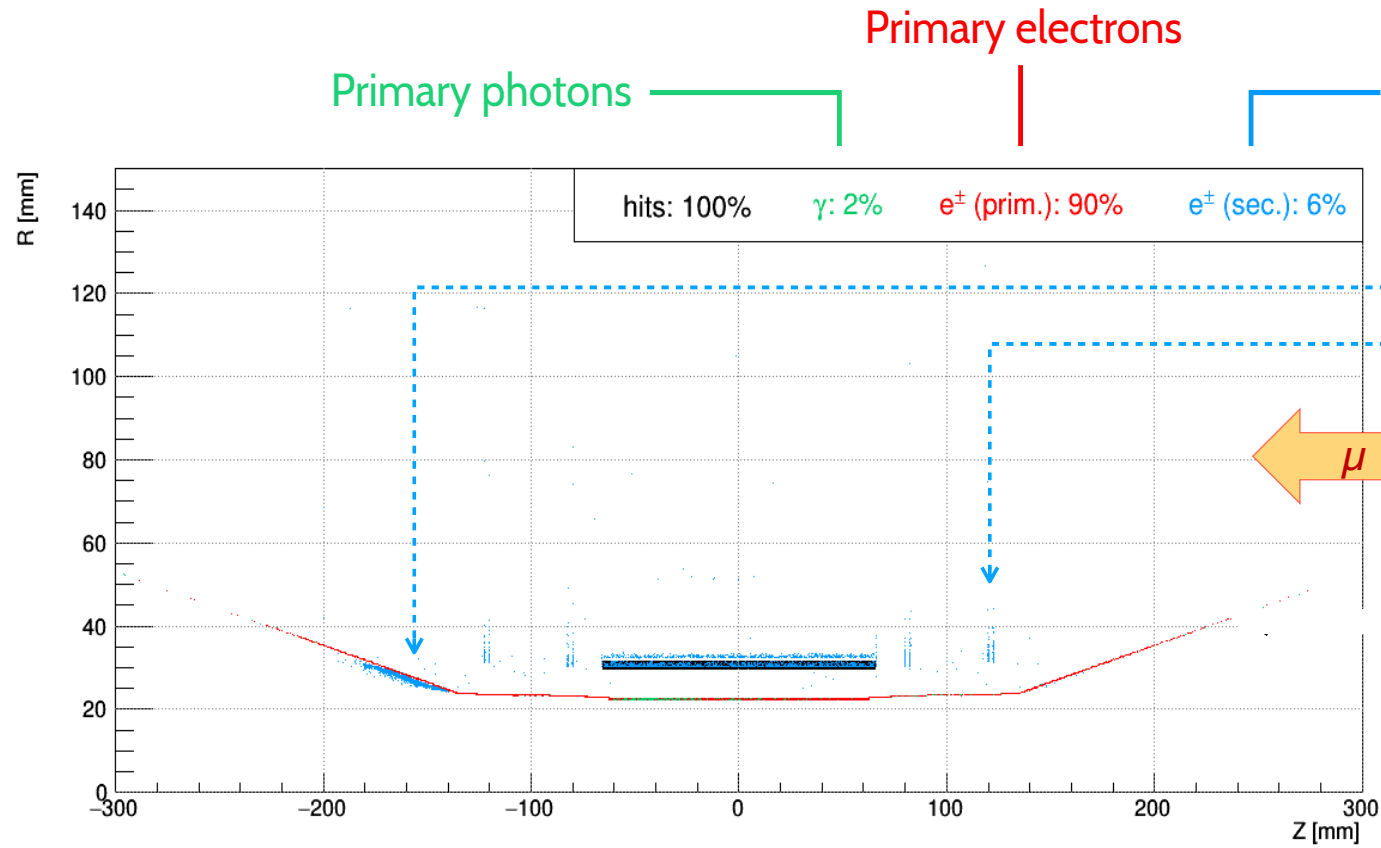 Primary electrons
Primary photons
hits: 100% γ: 2% e± (prim.): 90% e± (sec.): 6%
R [mm]
140
120
100
80
μ
60
40
20
0
−300 −200 −100 0 100 200 300
Z [mm]